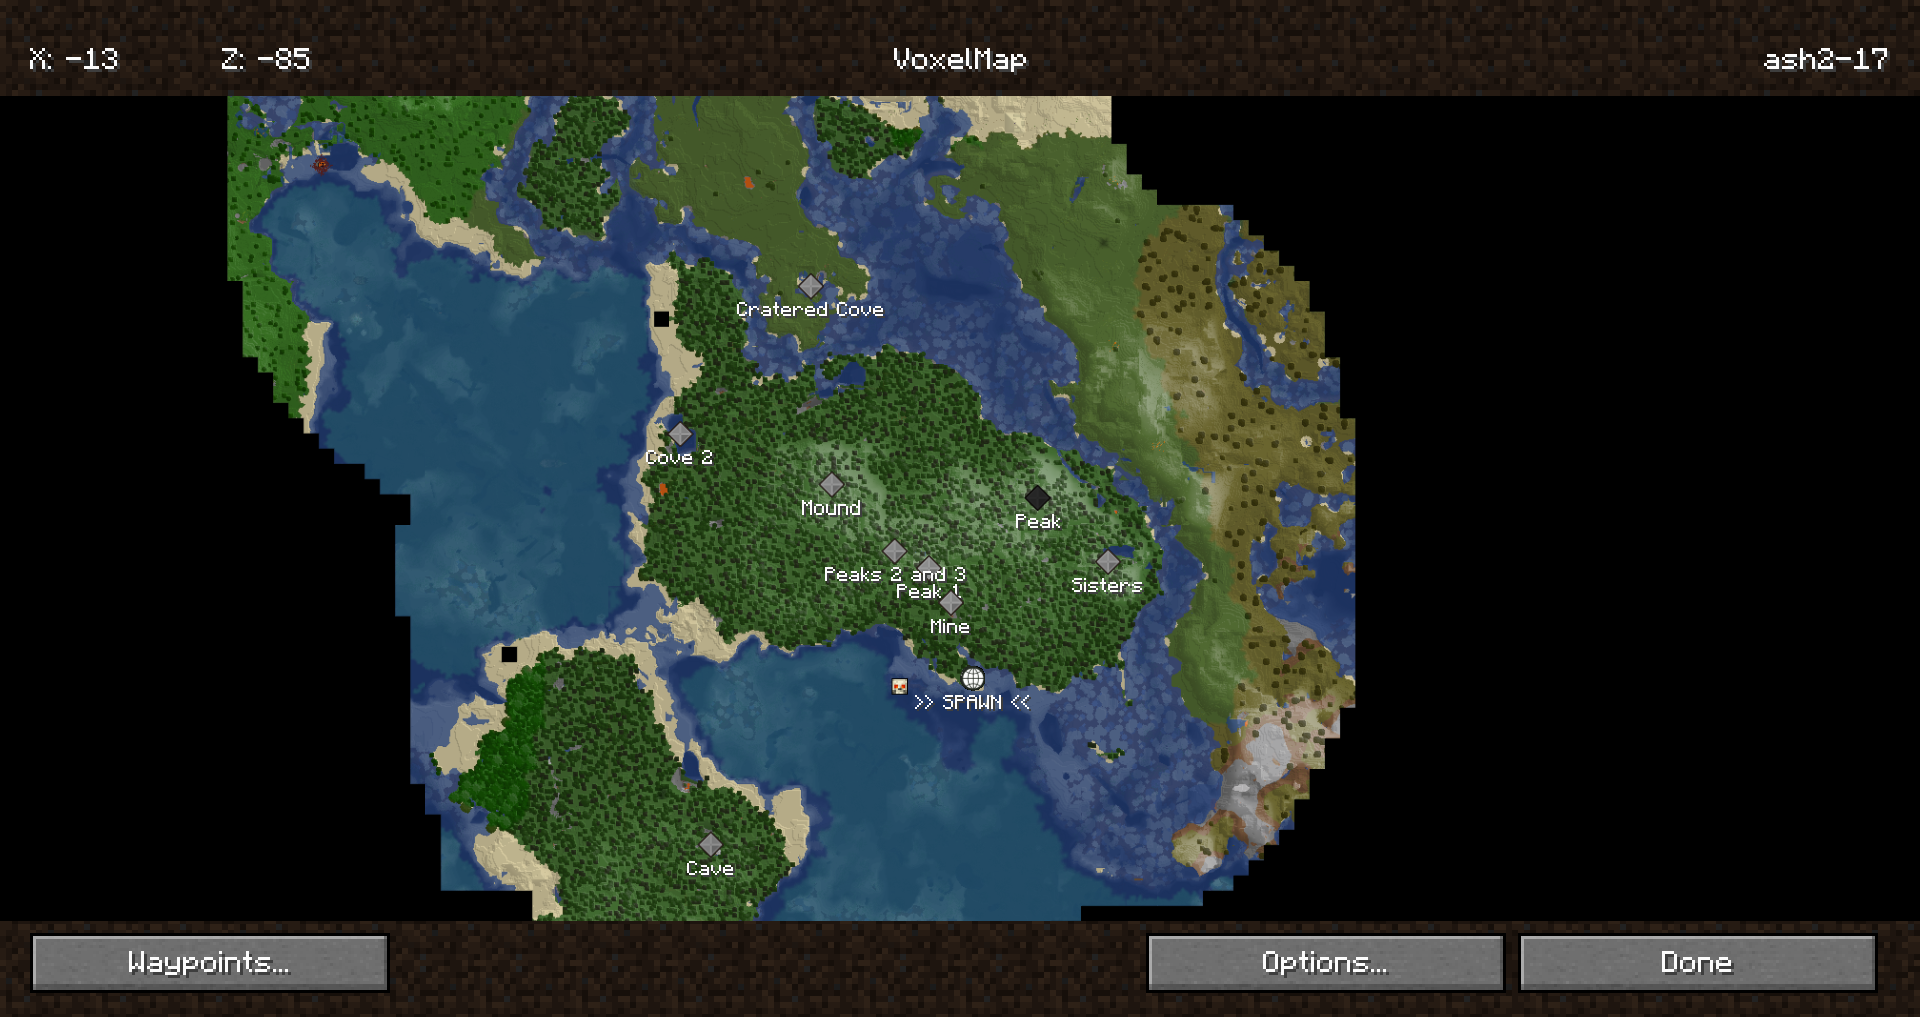 X: -13
Z: -85
VoxelMap
ash2-17
Cratered Cove
Cove 2
Mound
Peak
Peaks 2 and 3
Sisters
Peak 1
Mine
>> SPAWN <<
Cave
Waypoints...
Options...
Done